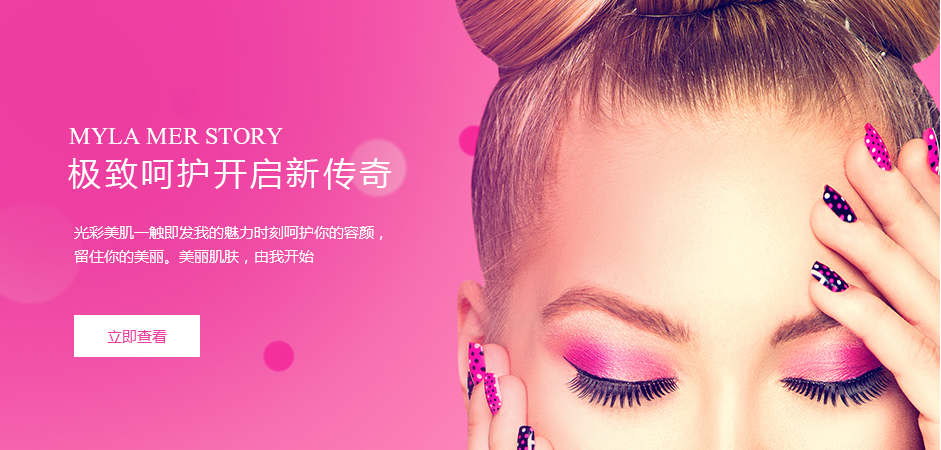 MYLA MER STORY
极致呵护开启新传奇
光彩美肌一触即发我的魅力时刻呵护你的容颜，
留住你的美丽。美丽肌肤，由我开始
立即查看